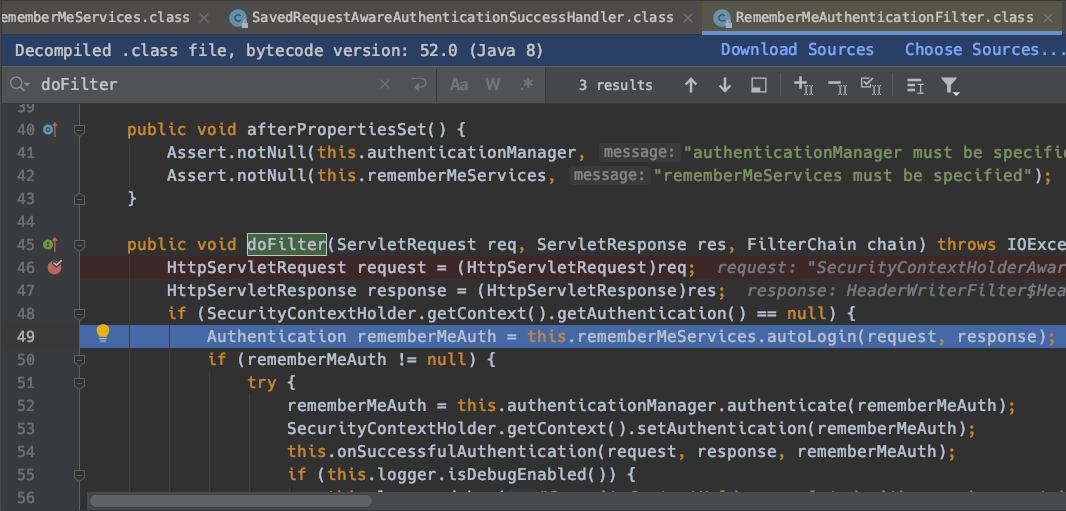 ememberMeServices.class SavedRequestAwareAuthenticationSuccessHandler.class RememberMeAuthenticationFilter.class
Decompiled .class file, bytecode version: 52.0 (Java 8) Download Sources Choose Sources...
doFilter Aa W .* 3 results
39
40 public void afterPropertiesSet() {
41 Assert.notNull(this.authenticationManager, message: "authenticationManager must be specifie
42 Assert.notNull(this.rememberMeServices, message: "rememberMeServices must be specified");
43 }
44
45 public void doFilter(ServletRequest req, ServletResponse res, FilterChain chain) throws IOExce
46 HttpServletRequest request = (HttpServletRequest)req; request: "SecurityContextHolderAwar
47 HttpServletResponse response = (HttpServletResponse)res; response: HeaderWriterFilter$Hea
48 if (SecurityContextHolder.getContext().getAuthentication() == null) {
49 Authentication rememberMeAuth = this.rememberMeServices.autoLogin(request, response);
50 if (rememberMeAuth != null) {
51 try {
52 rememberMeAuth = this.authenticationManager.authenticate(rememberMeAuth);
53 SecurityContextHolder.getContext().setAuthentication(rememberMeAuth);
54 this.onSuccessfulAuthentication(request, response, rememberMeAuth);
55 if (this.logger.isDebugEnabled()) {
56